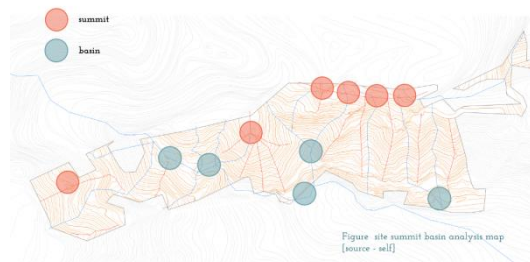 summit
basin
Figure site summit basin analysis map
[source - self]